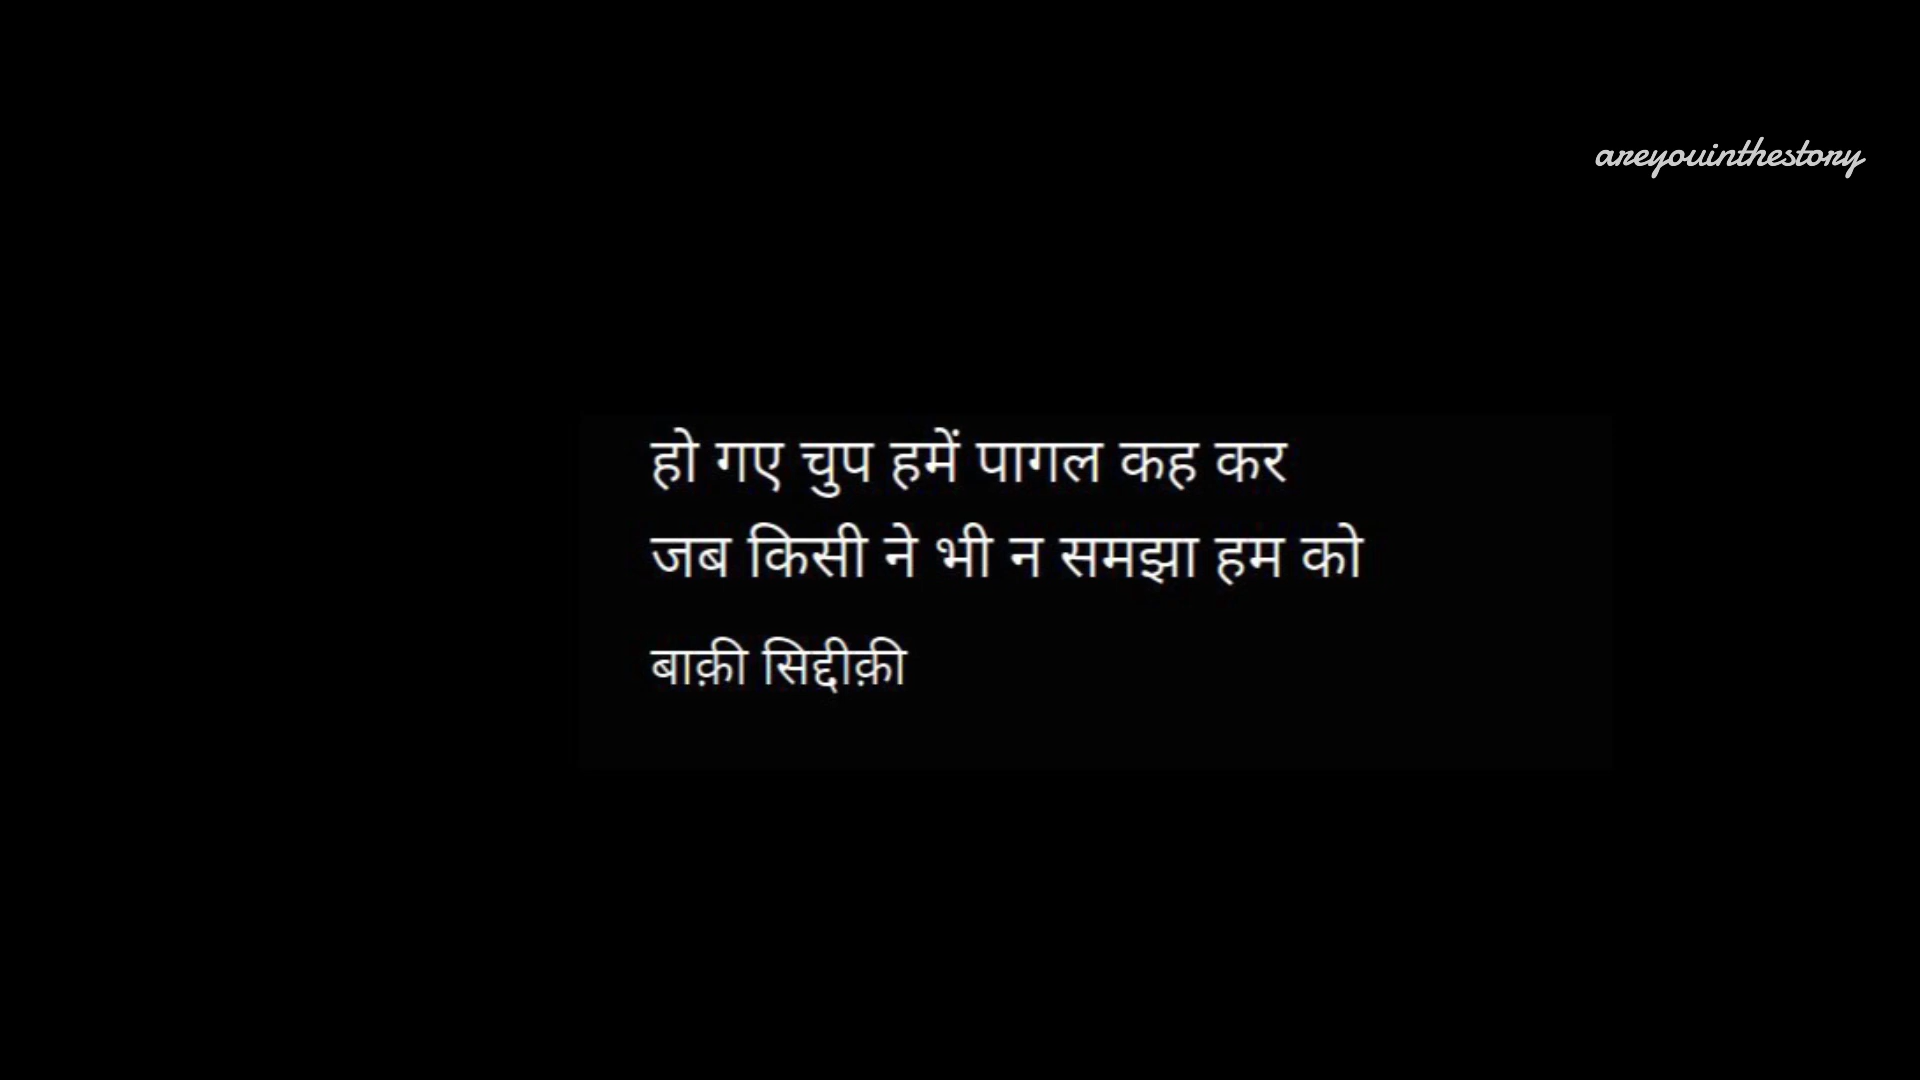 areyouinthestory
हो गए चुप हमें पागल कह कर
जब किसी ने भी न समझा हम को
बाक़ी सिद्दीक़ी